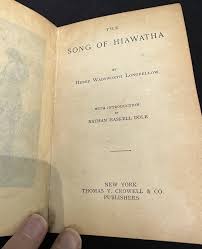 THE
SONG OF HIAWATHA
BY
HENRY WADSWORTH LONGFELLOW
WITH INTRODUCTION
BY
NATHAN HASKELL DOLE
NEW YORK
THOMAS Y. CROWELL & CO.
PUBLISHERS